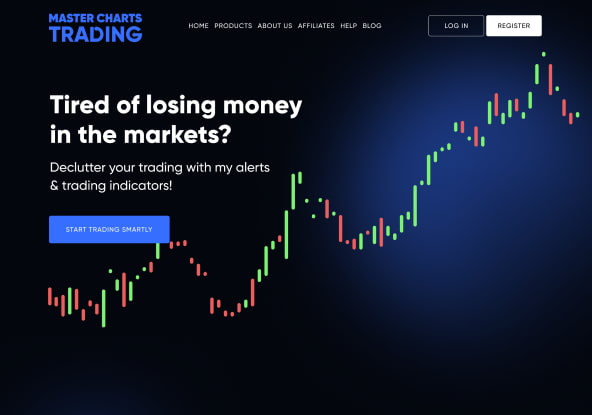 MASTER CHARTS
TRADING
HOME PRODUCTS ABOUT US AFFILIATES HELP BLOG
LOG IN
REGISTER
Tired of losing money
in the markets?
Declutter your trading with my alerts
& trading indicators!
START TRADING SMARTLY